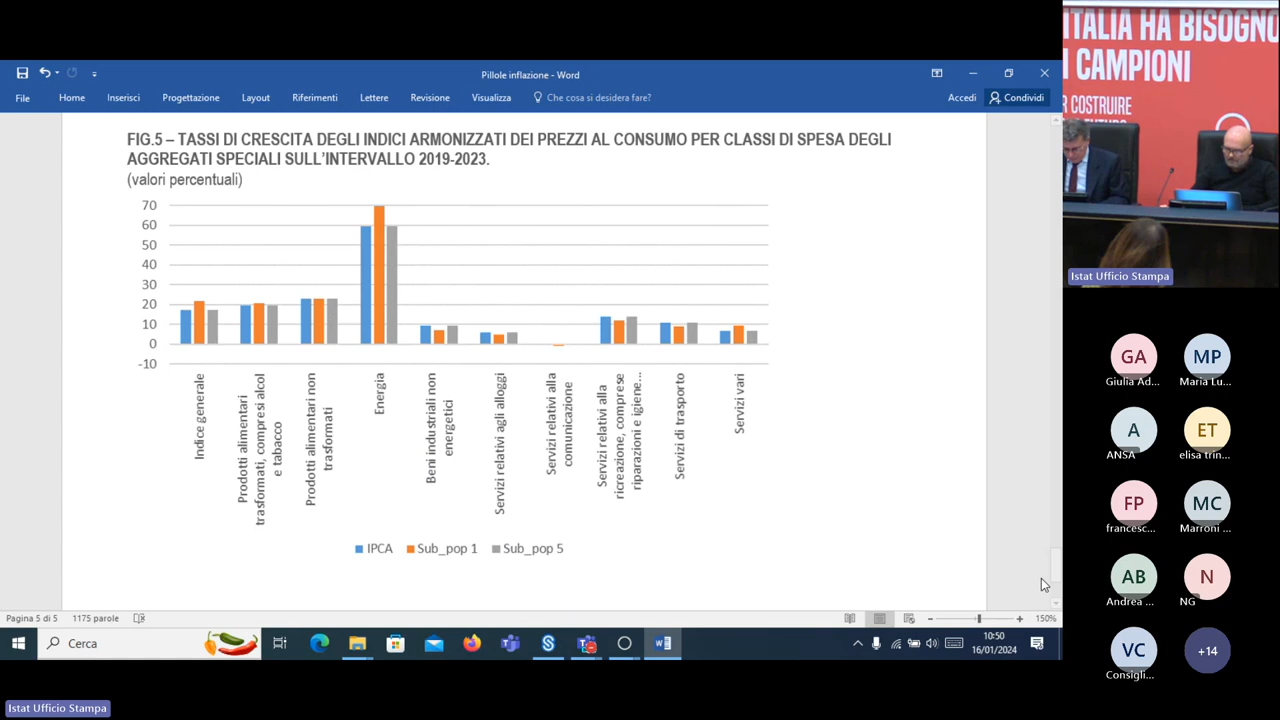 Pillole inflazione - Word
File Home Inserisci Progettazione Layout Riferimenti Lettere Revisione Visualizza Che cosa si desidera fare? Accedi Condividi
FIG.5 – TASSI DI CRESCITA DEGLI INDICI ARMONIZZATI DEI PREZZI AL CONSUMO PER CLASSI DI SPESA DEGLI
AGGREGATI SPECIALI SULL'INTERVALLO 2019-2023.
(valori percentuali)
70
60
50
40
30
20
10
0
-10
Indice generale
Prodotti alimentari
trasformati, compresi alcol
e tabacco
Prodotti alimentari non
trasformati
Energia
Beni industriali non
energetici
Servizi relativi agli alloggi
Servizi relativi alla
comunicazione
Servizi relativi alla
ricreazione, comprese
riparazioni e igiene...
Servizi di trasporto
Servizi vari
IPCA Sub_pop 1 Sub_pop 5
Pagina 5 di 5 1175 parole 150%
Cerca
10:50
16/01/2024
Istat Ufficio Stampa
ITALIA HA BISOGNO
I CAMPIONI
R COSTRUIRE
Istat Ufficio Stampa
GA MP
Giulia Ad... Maria Lu...
A ET
ANSA elisa trin...
FP MC
francesc... Marroni ...
AB N
Andrea ... NG
VC +14
Consigli...